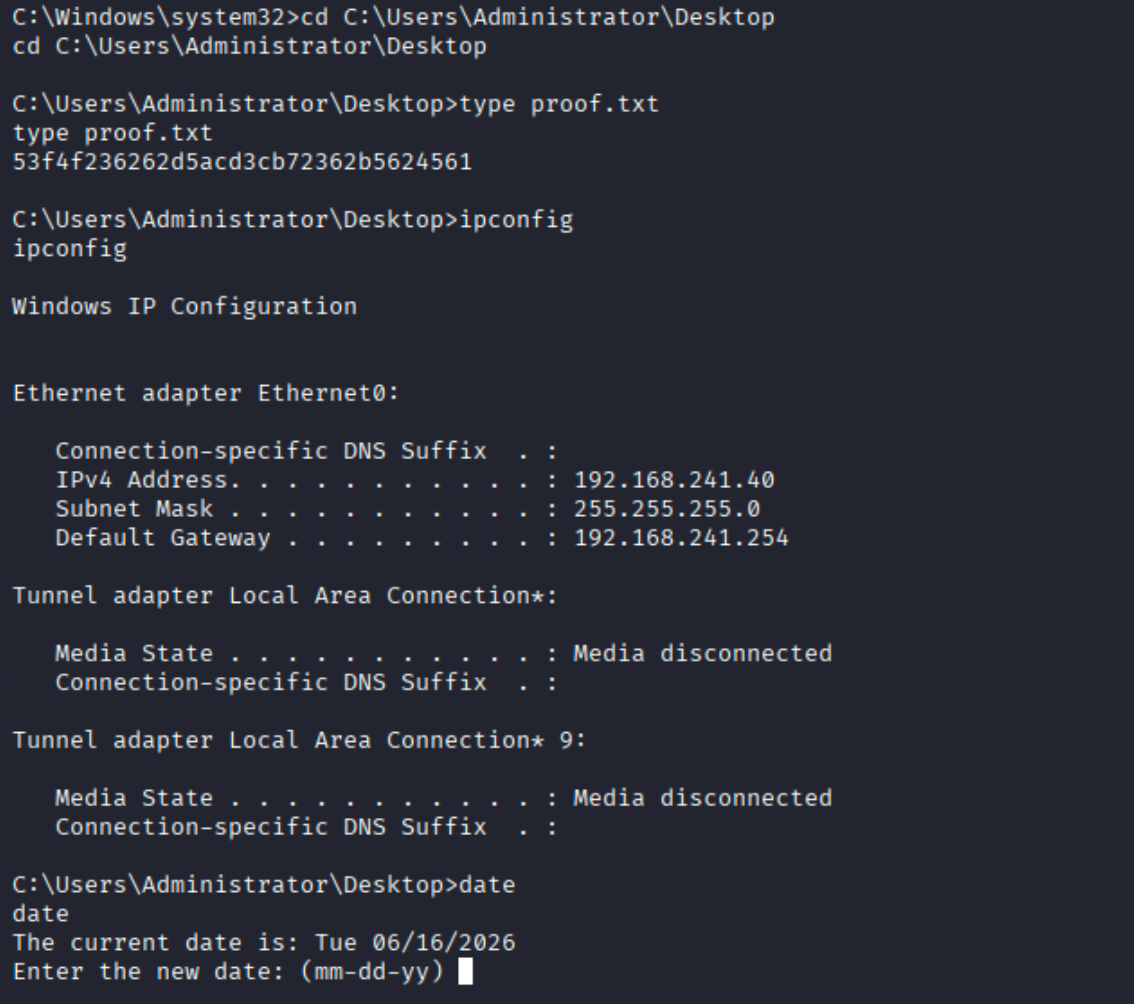 C:\Windows\system32>cd C:\Users\Administrator\Desktop
cd C:\Users\Administrator\Desktop
C:\Users\Administrator\Desktop>type proof.txt
type proof.txt
53f4f236262d5acd3cb72362b5624561
C:\Users\Administrator\Desktop>ipconfig
ipconfig
Windows IP Configuration
Ethernet adapter Ethernet0:
   Connection-specific DNS Suffix  . :
   IPv4 Address. . . . . . . . . . . : 192.168.241.40
   Subnet Mask . . . . . . . . . . . : 255.255.255.0
   Default Gateway . . . . . . . . . : 192.168.241.254
Tunnel adapter Local Area Connection*:
   Media State . . . . . . . . . . . : Media disconnected
   Connection-specific DNS Suffix  . :
Tunnel adapter Local Area Connection* 9:
   Media State . . . . . . . . . . . : Media disconnected
   Connection-specific DNS Suffix  . :
C:\Users\Administrator\Desktop>date
date
The current date is: Tue 06/16/2026
Enter the new date: (mm-dd-yy)